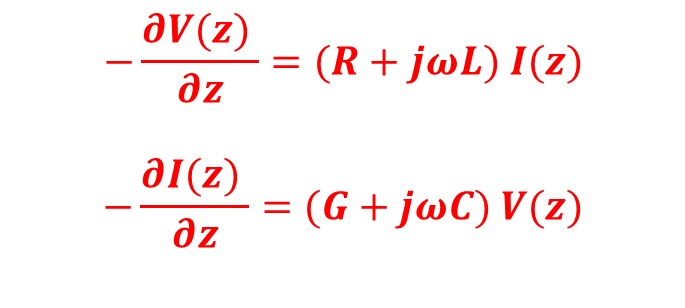 −∂V(z)/∂z = (R + jωL) I(z)
−∂I(z)/∂z = (G + jωC) V(z)